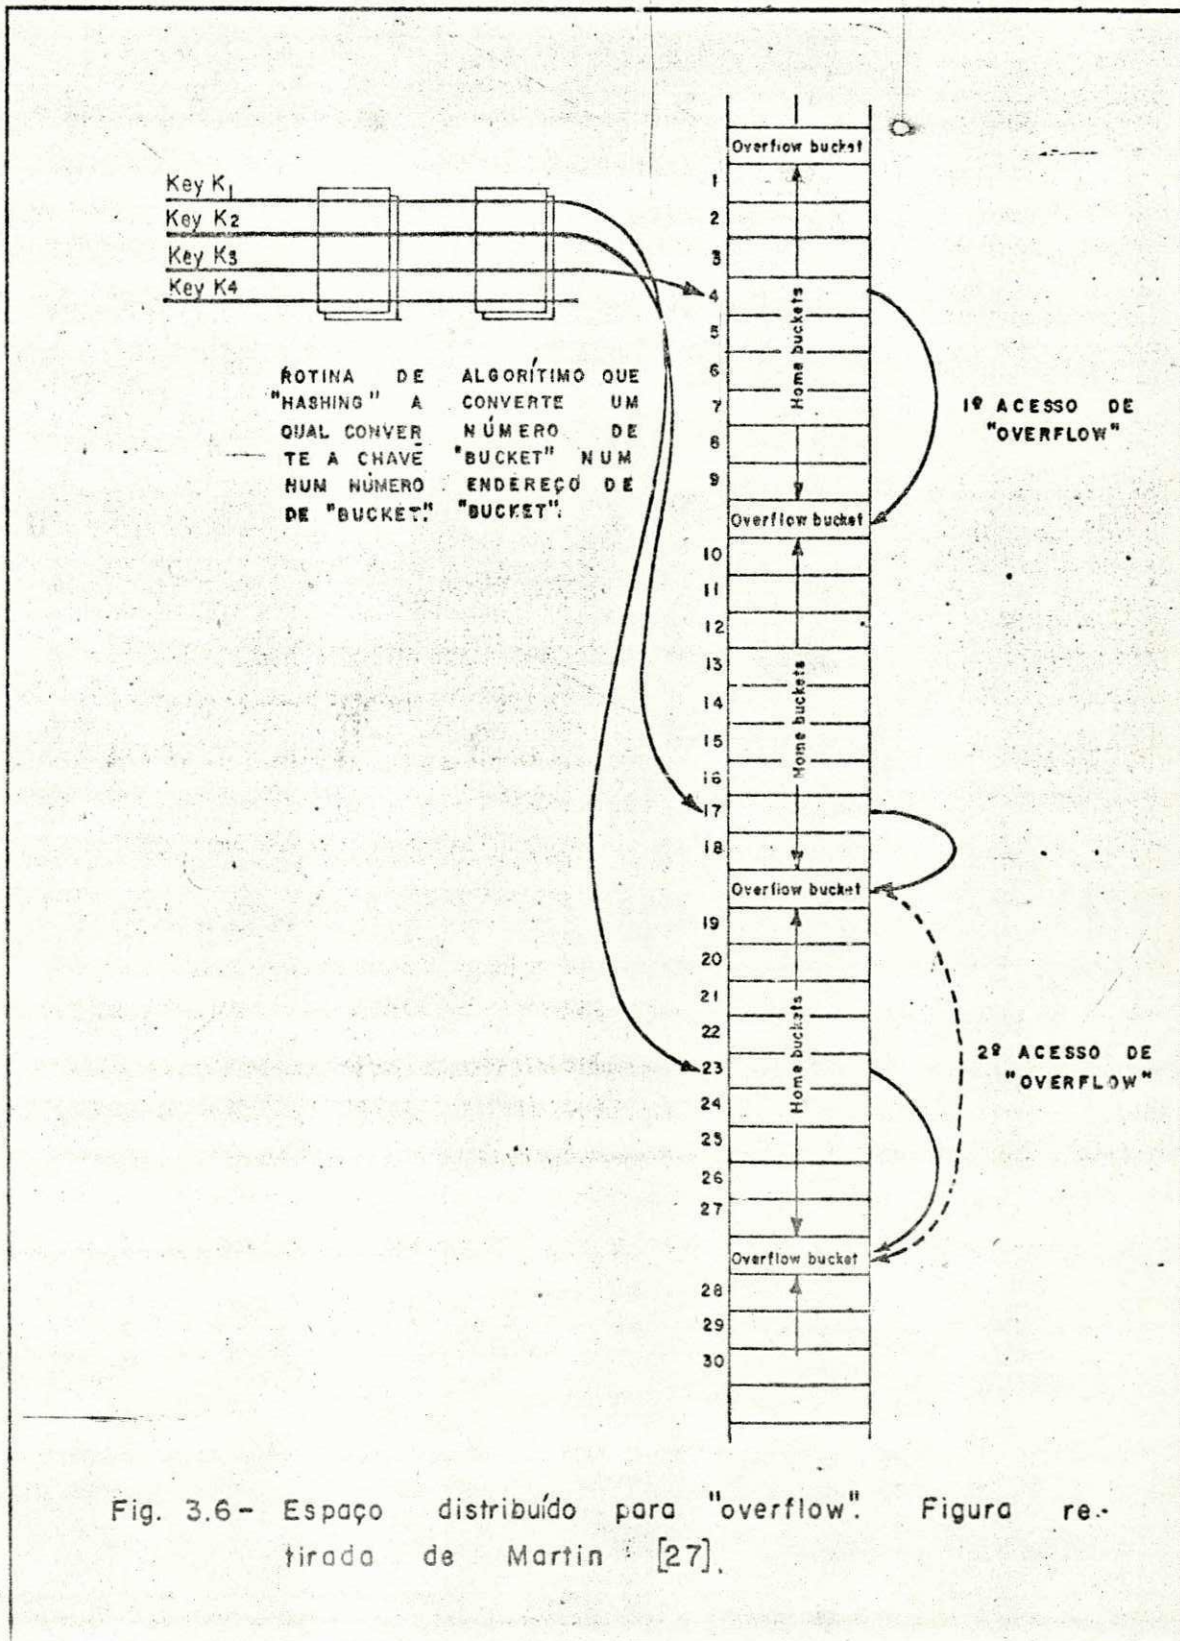 Overflow bucket
Key K1
Key K2
Key K3
Key K4
1
2
3
4
5
6
7
8
9
Home buckets
ROTINA DE
"HASHING" A
QUAL CONVER
TE A CHAVE
NUM NÚMERO
DE "BUCKET".
ALGORÍTIMO QUE
CONVERTE UM
NÚMERO DE
"BUCKET" NUM
ENDEREÇO DE
"BUCKET".
1º ACESSO DE
"OVERFLOW"
Overflow bucket
10
11
12
13
14
15
16
17
18
Home buckets
Overflow bucket
19
20
21
22
23
24
25
26
27
Home buckets
2º ACESSO DE
"OVERFLOW"
Overflow bucket
28
29
30
Fig. 3.6- Espaço distribuído para "overflow". Figura re-
tirada de Martin [27].